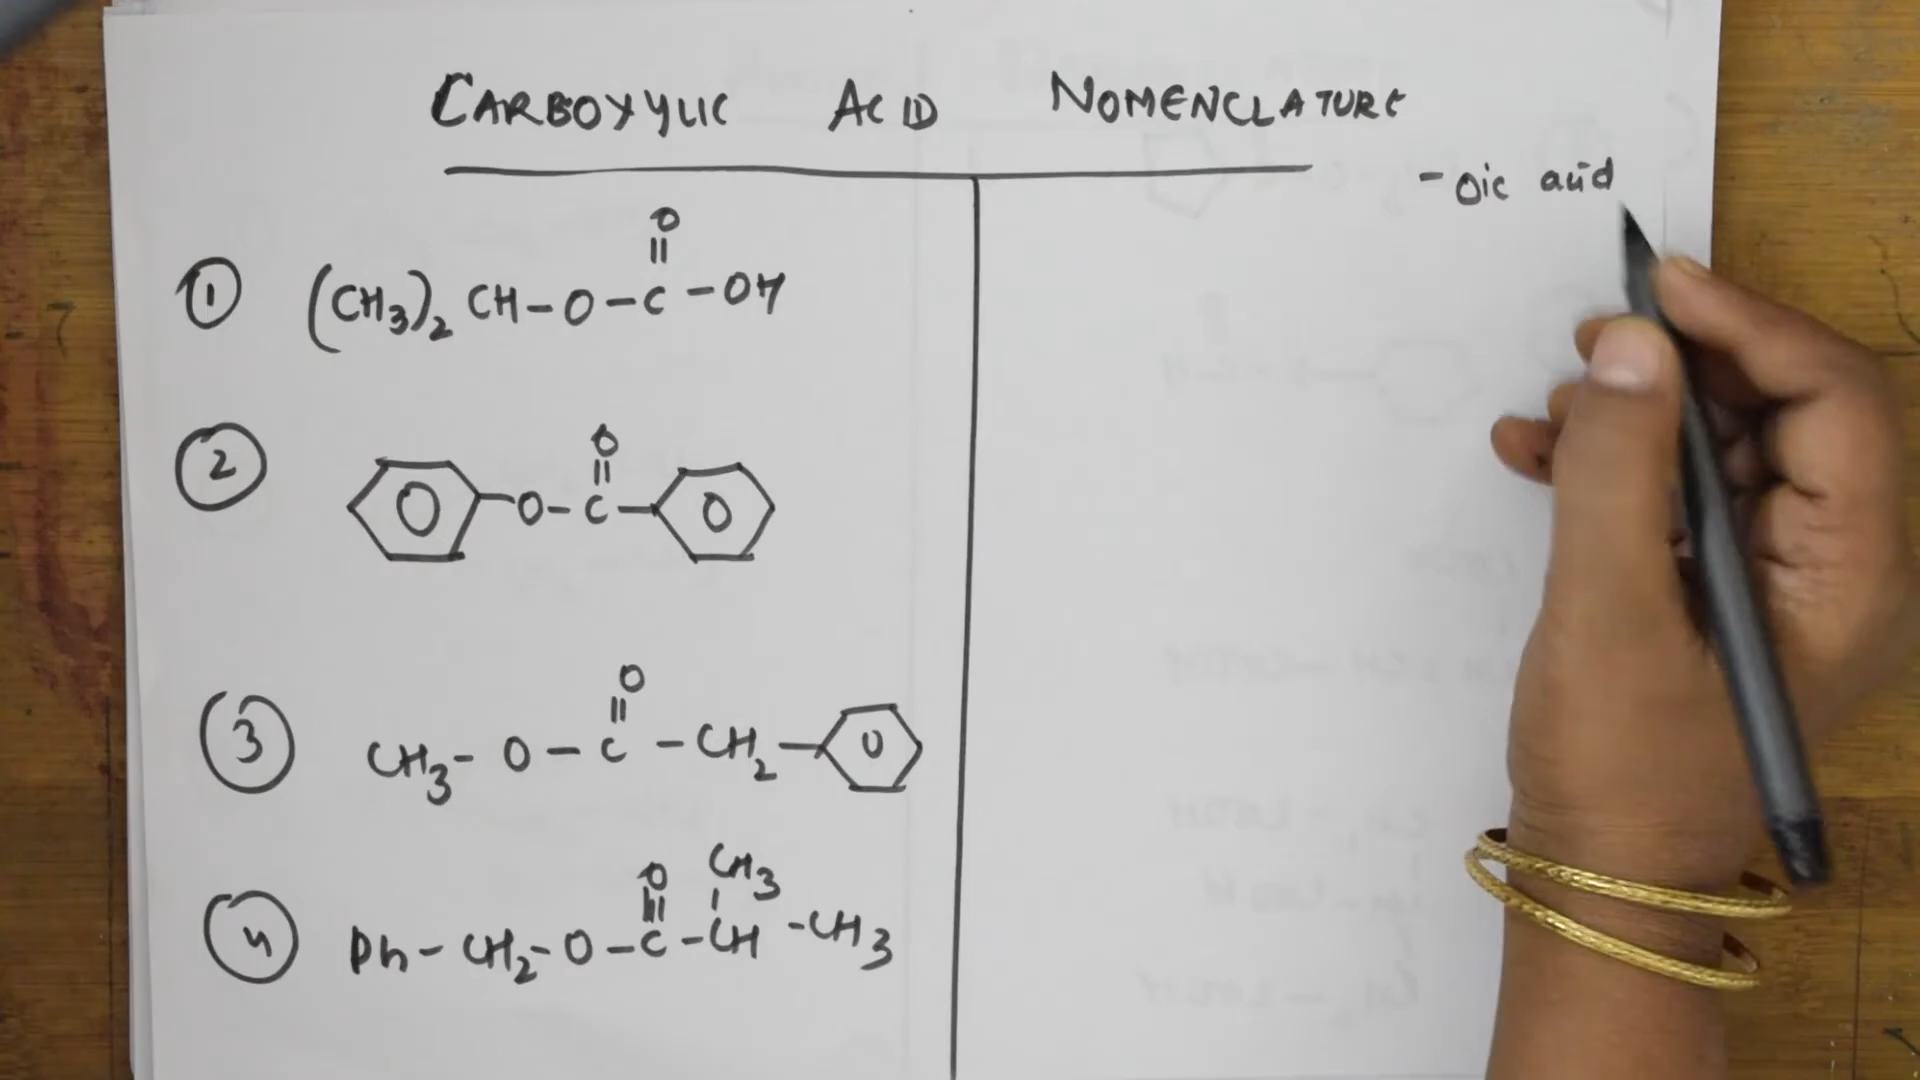 CARBOXYLIC ACID NOMENCLATURE
- oic acid
① (CH3)2 CH-O-C-OH
O
② O-C
O
③ CH3-O-C-CH2
O
④ Ph-CH2-O-C-CH-CH3
O CH3